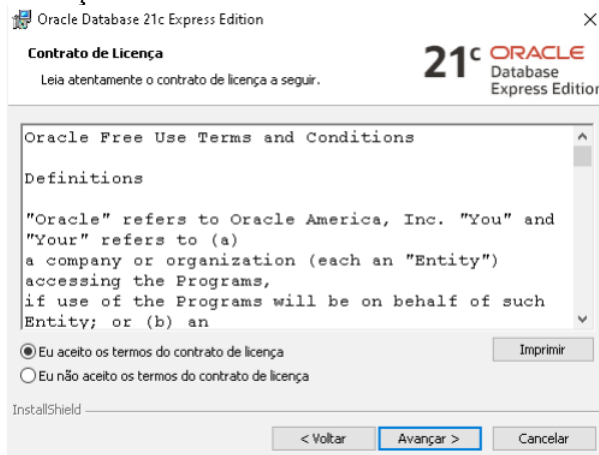 Oracle Database 21c Express Edition
Contrato de Licença
Leia atentamente o contrato de licença a seguir.
21c ORACLE
Database
Express Edition
Oracle Free Use Terms and Conditions
Definitions
"Oracle" refers to Oracle America, Inc. "You" and
"Your" refers to (a)
a company or organization (each an "Entity")
accessing the Programs,
if use of the Programs will be on behalf of such
Entity; or (b) an
Eu aceito os termos do contrato de licença
Imprimir
Eu não aceito os termos do contrato de licença
InstallShield
< Voltar
Avançar >
Cancelar